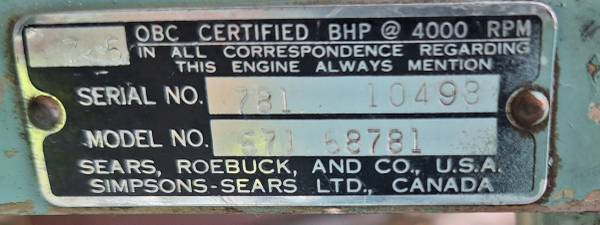 OBC CERTIFIED BHP @ 4000 RPM
IN ALL CORRESPONDENCE REGARDING
THIS ENGINE ALWAYS MENTION
SERIAL NO. 781 10493
MODEL NO. 58781
SEARS, ROEBUCK, AND CO., U.S.A.
SIMPSONS-SEARS LTD., CANADA